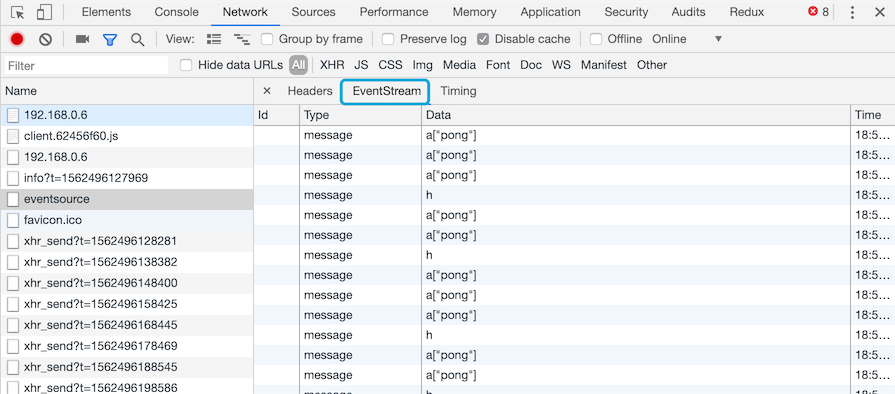 Elements Console Network Sources Performance Memory Application Security Audits Redux 8
View: Group by frame Preserve log Disable cache Offline Online
Filter Hide data URLs All XHR JS CSS Img Media Font Doc WS Manifest Other
Name Headers EventStream Timing
Id Type Data Time
192.168.0.6
client.62456f60.js
192.168.0.6
info?t=1562496127969
eventsource
favicon.ico
xhr_send?t=1562496128281
xhr_send?t=1562496138382
xhr_send?t=1562496148400
xhr_send?t=1562496158425
xhr_send?t=1562496168445
xhr_send?t=1562496178469
xhr_send?t=1562496188545
xhr_send?t=1562496198586
message a["pong"] 18:5…
message a["pong"] 18:5…
message a["pong"] 18:5…
message h 18:5…
message a["pong"] 18:5…
message a["pong"] 18:5…
message h 18:5…
message a["pong"] 18:5…
message a["pong"] 18:5…
message a["pong"] 18:5…
message h 18:5…
message a["pong"] 18:5…
message a["pong"] 18:5…
message h 18:5…